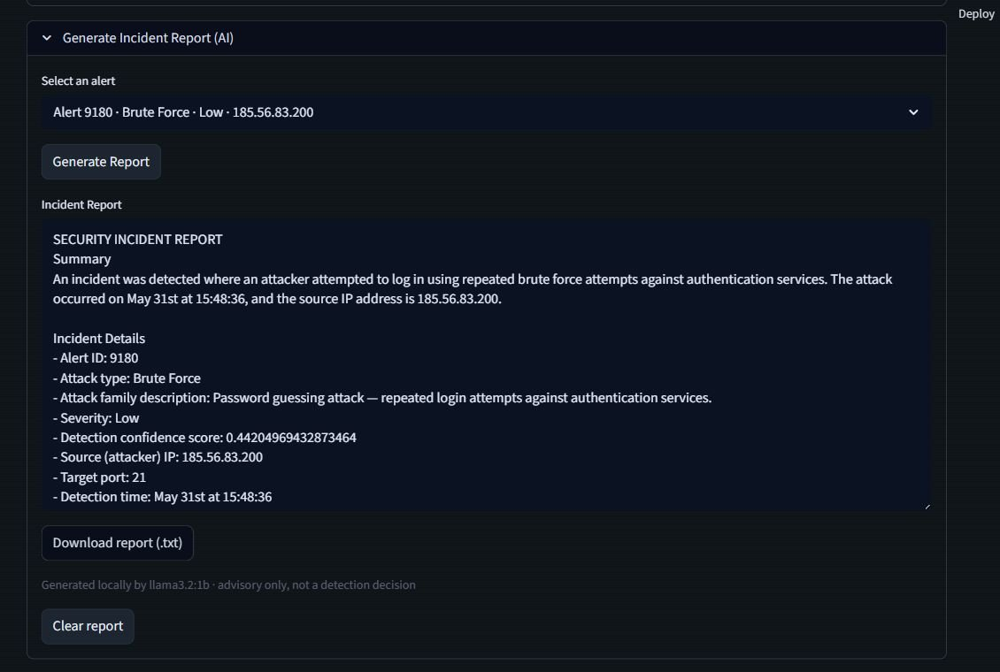 Deploy
Generate Incident Report (AI)
Select an alert
Alert 9180 · Brute Force · Low · 185.56.83.200
Generate Report
Incident Report
SECURITY INCIDENT REPORT
Summary
An incident was detected where an attacker attempted to log in using repeated brute force attempts against authentication services. The attack
occurred on May 31st at 15:48:36, and the source IP address is 185.56.83.200.
Incident Details
- Alert ID: 9180
- Attack type: Brute Force
- Attack family description: Password guessing attack — repeated login attempts against authentication services.
- Severity: Low
- Detection confidence score: 0.44204969432873464
- Source (attacker) IP: 185.56.83.200
- Target port: 21
- Detection time: May 31st at 15:48:36
Download report (.txt)
Generated locally by llama3.2:1b · advisory only, not a detection decision
Clear report